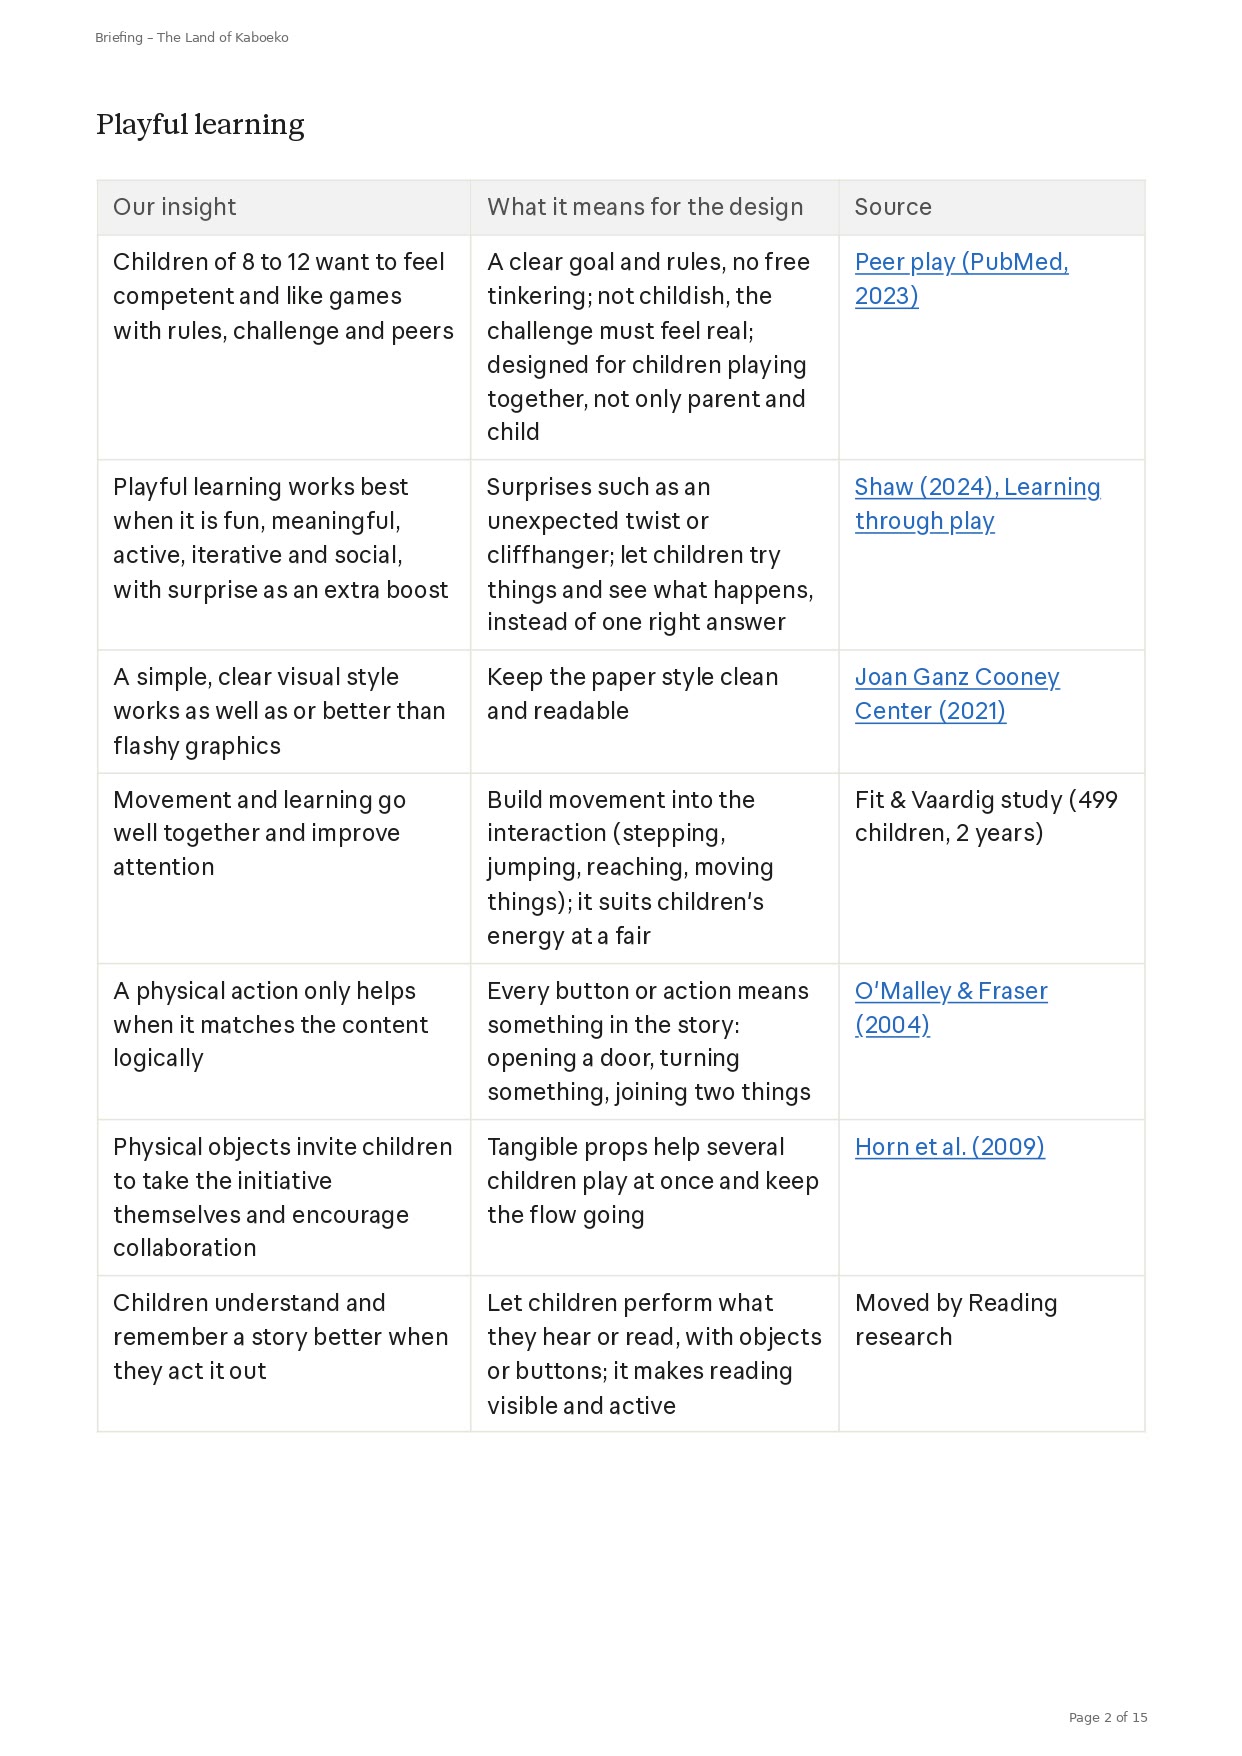 Briefing – The Land of Kaboeko
Playful learning
Our insight
What it means for the design
Source
Children of 8 to 12 want to feel
competent and like games
with rules, challenge and peers
A clear goal and rules, no free
tinkering; not childish, the
challenge must feel real;
designed for children playing
together, not only parent and
child
Peer play (PubMed,
2023)
Playful learning works best
when it is fun, meaningful,
active, iterative and social,
with surprise as an extra boost
Surprises such as an
unexpected twist or
cliffhanger; let children try
things and see what happens,
instead of one right answer
Shaw (2024), Learning
through play
A simple, clear visual style
works as well as or better than
flashy graphics
Keep the paper style clean
and readable
Joan Ganz Cooney
Center (2021)
Movement and learning go
well together and improve
attention
Build movement into the
interaction (stepping,
jumping, reaching, moving
things); it suits children's
energy at a fair
Fit & Vaardig study (499
children, 2 years)
A physical action only helps
when it matches the content
logically
Every button or action means
something in the story:
opening a door, turning
something, joining two things
O'Malley & Fraser
(2004)
Physical objects invite children
to take the initiative
themselves and encourage
collaboration
Tangible props help several
children play at once and keep
the flow going
Horn et al. (2009)
Children understand and
remember a story better when
they act it out
Let children perform what
they hear or read, with objects
or buttons; it makes reading
visible and active
Moved by Reading
research
Page 2 of 15